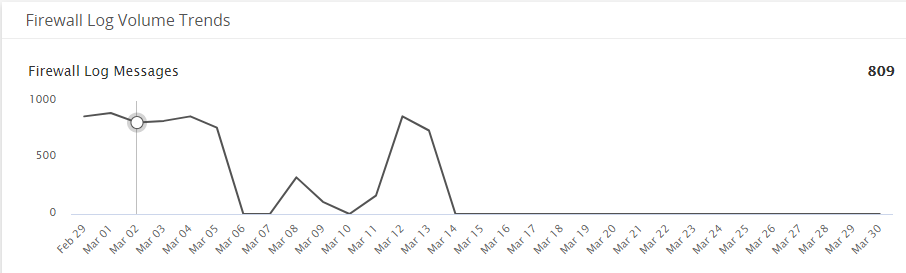 Firewall Log Volume Trends
Firewall Log Messages 809
1000
500
0
Feb 29 Mar 01 Mar 02 Mar 03 Mar 04 Mar 05 Mar 06 Mar 07 Mar 08 Mar 09 Mar 10 Mar 11 Mar 12 Mar 13 Mar 14 Mar 15 Mar 16 Mar 17 Mar 18 Mar 19 Mar 20 Mar 21 Mar 22 Mar 23 Mar 24 Mar 25 Mar 26 Mar 27 Mar 28 Mar 29 Mar 30